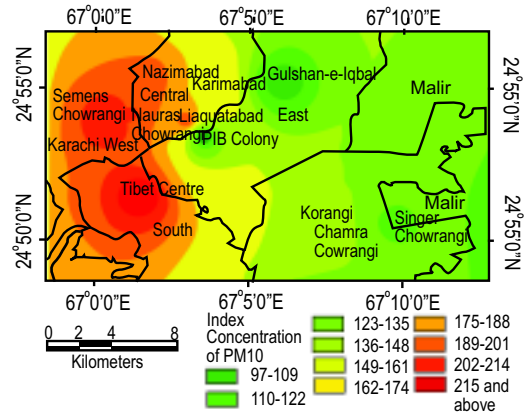 67°0'0"E 67°5'0"E 67°10'0"E
24°55'0"N
24°50'0"N
Nazimabad
Karimabad
Gulshan-e-Iqbal
Malir
Semens
Chowrangi
Central
Nauras
Chowrangi
Liaquatabad
East
PIB Colony
Karachi West
Tibet Centre
South
Korangi
Chamra
Cowrangi
Malir
Singer
Chowrangi
24°55'0"N
24°50'0"N
67°0'0"E 67°5'0"E 67°10'0"E
0 2 4 8
Kilometers
Index
Concentration
of PM10
97-109
110-122
123-135
136-148
149-161
162-174
175-188
189-201
202-214
215 and
above